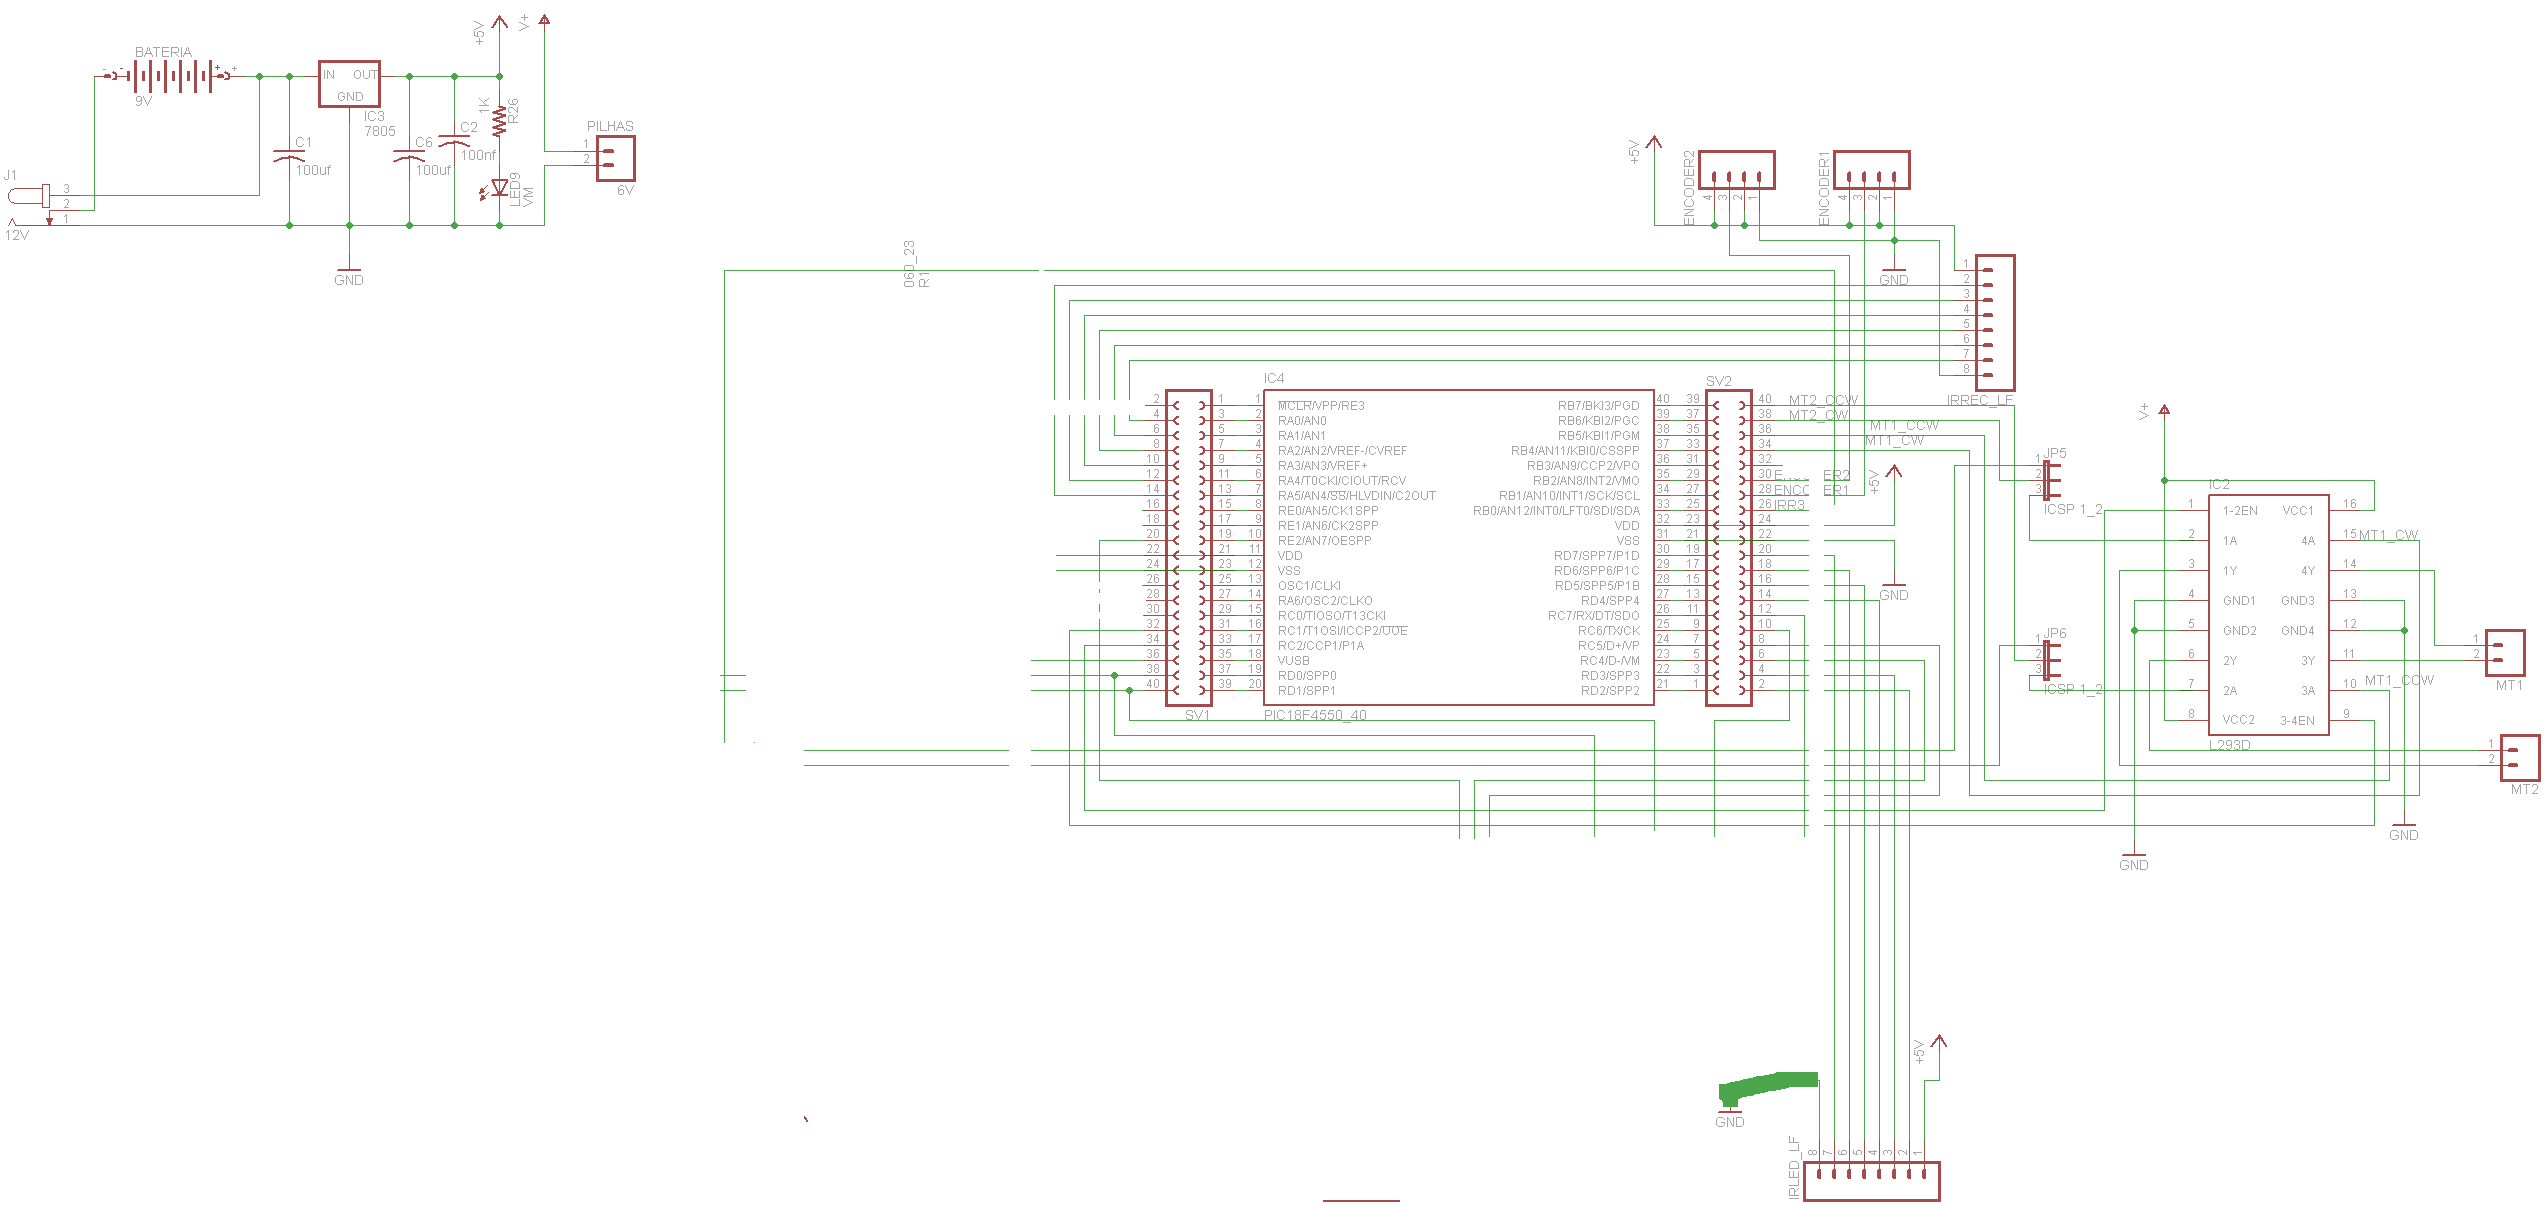 BATERIA
9V
IN OUT
GND
IC3
7805
C1
100uf
C6
100uf
C2
100nf
1K
R26
LED9
VM
+5V
V+
PILHAS
1
2
6V
J1
3
2
1
12V
GND
060_23
R1
+5V
ENCODER2
4 3 2 1
ENCODER1
4 3 2 1
GND
1
2
3
4
5
6
7
8
IRREC_LF
IC4
SV2
2 1 1 MCLR/VPP/RE3 RB7/BKI3/PGD 40 39 40 MT2_CCW
4 3 2 RA0/AN0 RB6/KBI2/PGC 39 37 38 MT2_CW
6 5 3 RA1/AN1 RB5/KBI1/PGM 38 35 36 MT1_CCW
8 7 4 RA2/AN2/VREF-/CVREF RB4/AN11/KBI0/CSSPP 37 33 34 MT1_CW
10 9 5 RA3/AN3/VREF+ RB3/AN9/CCP2/VPO 36 31 32
12 11 6 RA4/T0CKI/CIOUT/RCV RB2/AN8/INT2/VMO 35 29 30
14 13 7 RA5/AN4/SS/HLVDIN/C2OUT RB1/AN10/INT1/SCK/SCL 34 27 28
16 15 8 RE0/AN5/CK1SPP RB0/AN12/INT0/LFT0/SDI/SDA 33 25 26 IRR3
18 17 9 RE1/AN6/CK2SPP VDD 32 23 24
20 19 10 RE2/AN7/OESPP VSS 31 21 22
22 21 11 VDD RD7/SPP7/P1D 30 19 20
24 23 12 VSS RD6/SPP6/P1C 29 17 18
26 25 13 OSC1/CLKI RD5/SPP5/P1B 28 15 16
28 27 14 RA6/OSC2/CLKO RD4/SPP4 27 13 14
30 29 15 RC0/TIOSO/T13CKI RC7/RX/DT/SDO 26 11 12
32 31 16 RC1/T1OSI/ICCP2/UOE RC6/TX/CK 25 9 10
34 33 17 RC2/CCP1/P1A RC5/D+/VP 24 7 8
36 35 18 VUSB RC4/D-/VM 23 5 6
38 37 19 RD0/SPP0 RD3/SPP3 22 3 4
40 39 20 RD1/SPP1 RD2/SPP2 21 1 2
SV1
PIC18F4550_40
+5V
GND
JP5
1
2
3
ICSP 1_2
JP6
1
2
3
ICSP 1_2
V+
IC2
1 1-2EN VCC1 16
2 1A 4A 15 MT1_CW
3 1Y 4Y 14
4 GND1 GND3 13
5 GND2 GND4 12
6 2Y 3Y 11
7 2A 3A 10 MT1_CCW
8 VCC2 3-4EN 9
L293D
1
2
MT1
1
2
MT2
GND
GND
+5V
GND
IRLED_LF
8 7 6 5 4 3 2 1